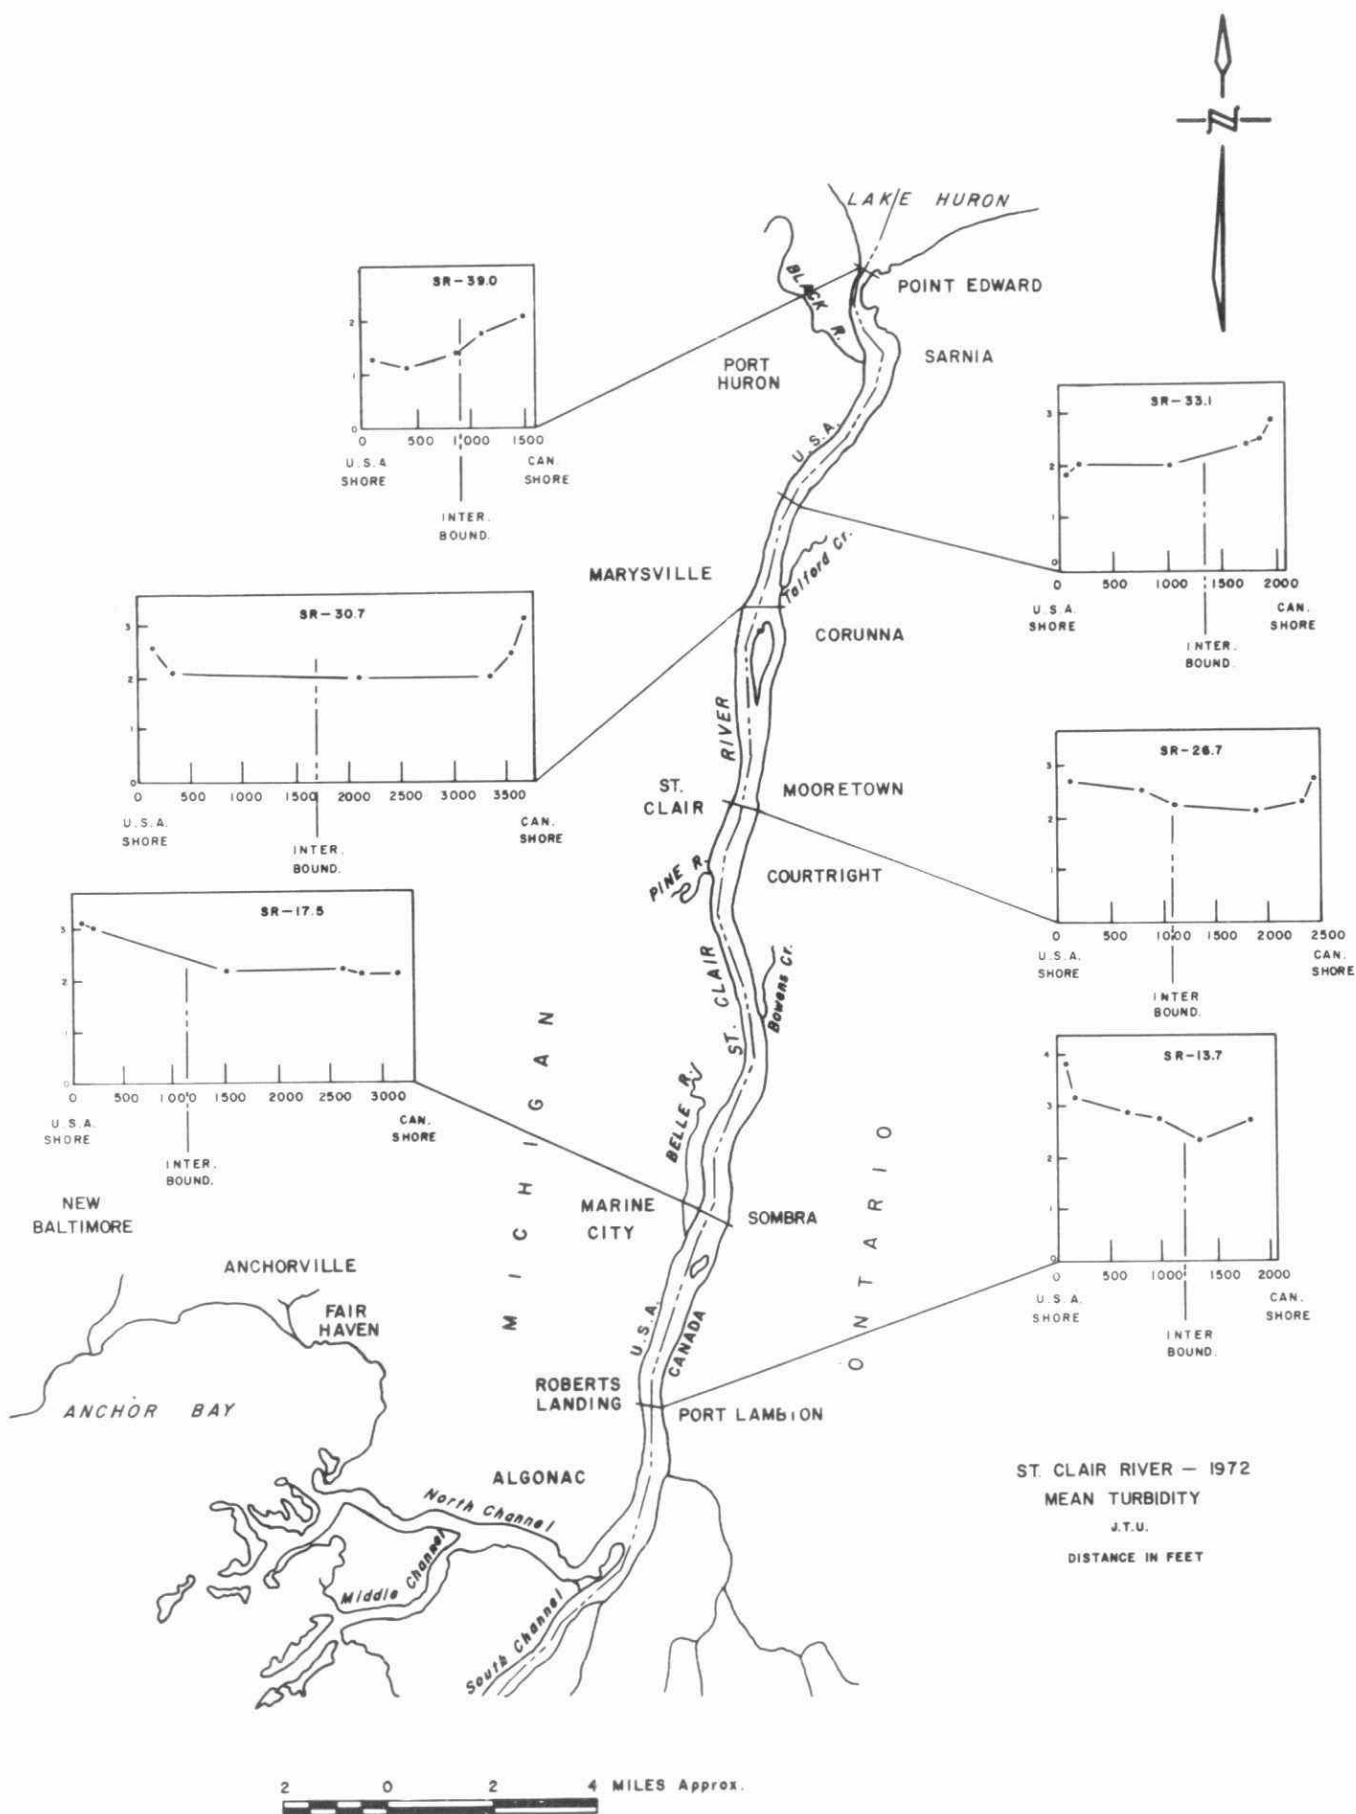 N
LAKE HURON
BLACK R.
POINT EDWARD
SARNIA
PORT
HURON
SR-39.0
2
1
0
0 500 1000 1500
U.S.A
SHORE
CAN.
SHORE
INTER.
BOUND.
SR-33.1
3
2
1
0
0 500 1000 1500 2000
U.S.A.
SHORE
CAN.
SHORE
INTER.
BOUND.
U.S.A.
MARYSVILLE
Talford Cr.
CORUNNA
SR-30.7
3
2
1
0
0 500 1000 1500 2000 2500 3000 3500
U.S.A.
SHORE
CAN.
SHORE
INTER.
BOUND.
RIVER
ST.
CLAIR
MOORETOWN
SR-26.7
3
2
1
0
0 500 1000 1500 2000 2500
U.S.A.
SHORE
CAN.
SHORE
INTER
BOUND.
PINE R.
COURTRIGHT
ST. CLAIR
Bowens Cr.
SR-17.5
3
2
1
0
0 500 1000 1500 2000 2500 3000
U.S.A.
SHORE
CAN.
SHORE
INTER.
BOUND.
MICHIGAN
BELLE R.
ONTARIO
SR-13.7
4
3
2
1
0
0 500 1000 1500 2000
U.S.A.
SHORE
CAN.
SHORE
INTER
BOUND.
MARINE
CITY
SOMBRA
NEW
BALTIMORE
ANCHORVILLE
FAIR
HAVEN
U.S.A.
CANADA
ANCHOR BAY
ROBERTS
LANDING
PORT LAMBTON
ALGONAC
North Channel
Middle Channel
South Channel
ST. CLAIR RIVER — 1972
MEAN TURBIDITY
J.T.U.
DISTANCE IN FEET
2 0 2 4 MILES Approx.